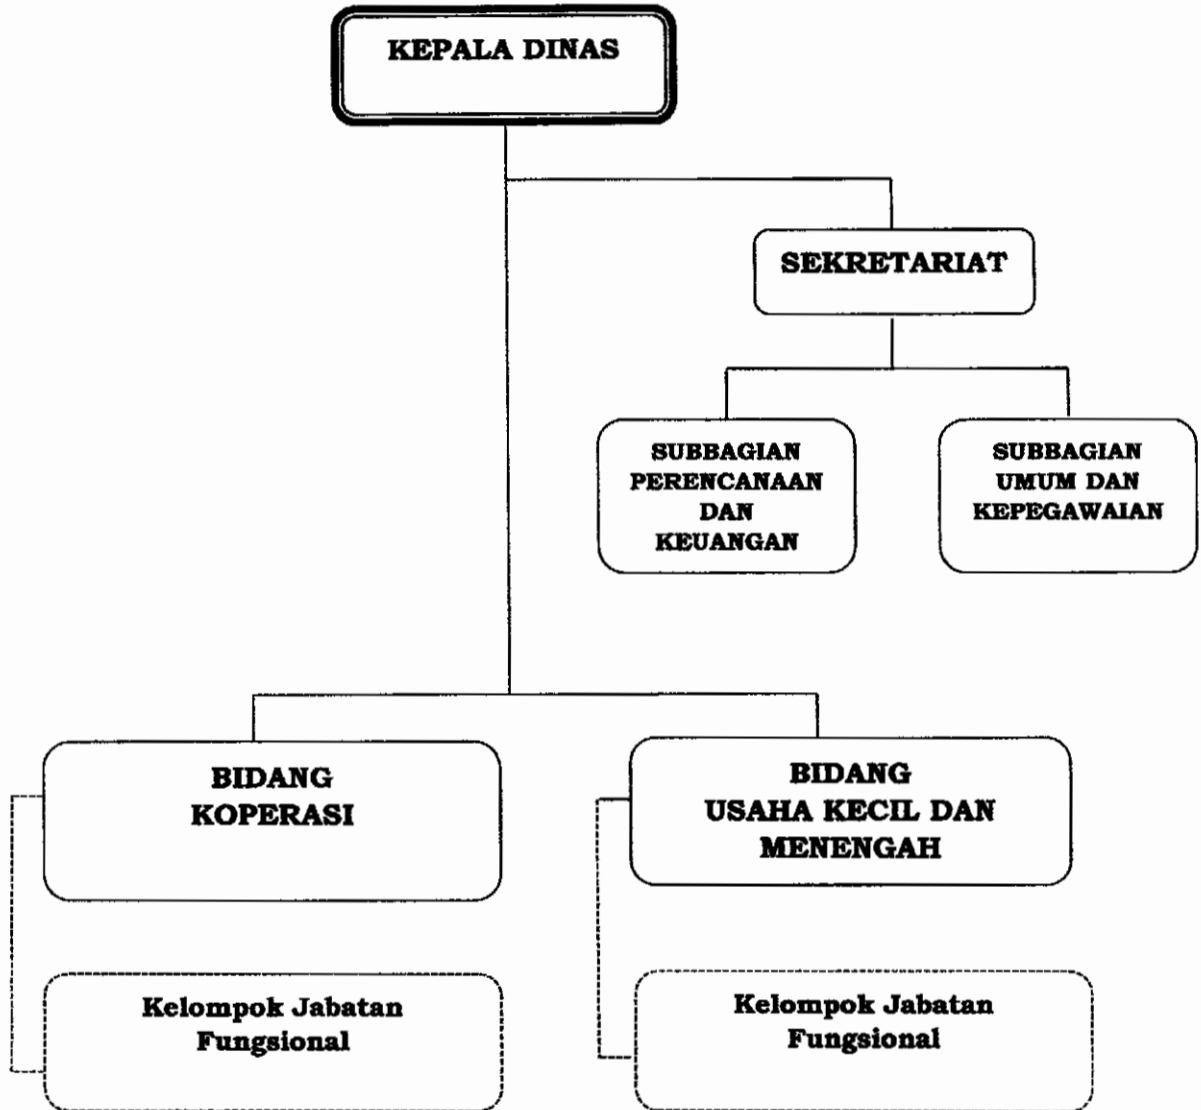 KEPALA DINAS
SEKRETARIAT
SUBBAGIAN
PERENCANAAN
DAN
KEUANGAN
SUBBAGIAN
UMUM DAN
KEPEGAWAIAN
BIDANG
KOPERASI
BIDANG
USAHA KECIL DAN
MENENGAH
Kelompok Jabatan
Fungsional
Kelompok Jabatan
Fungsional